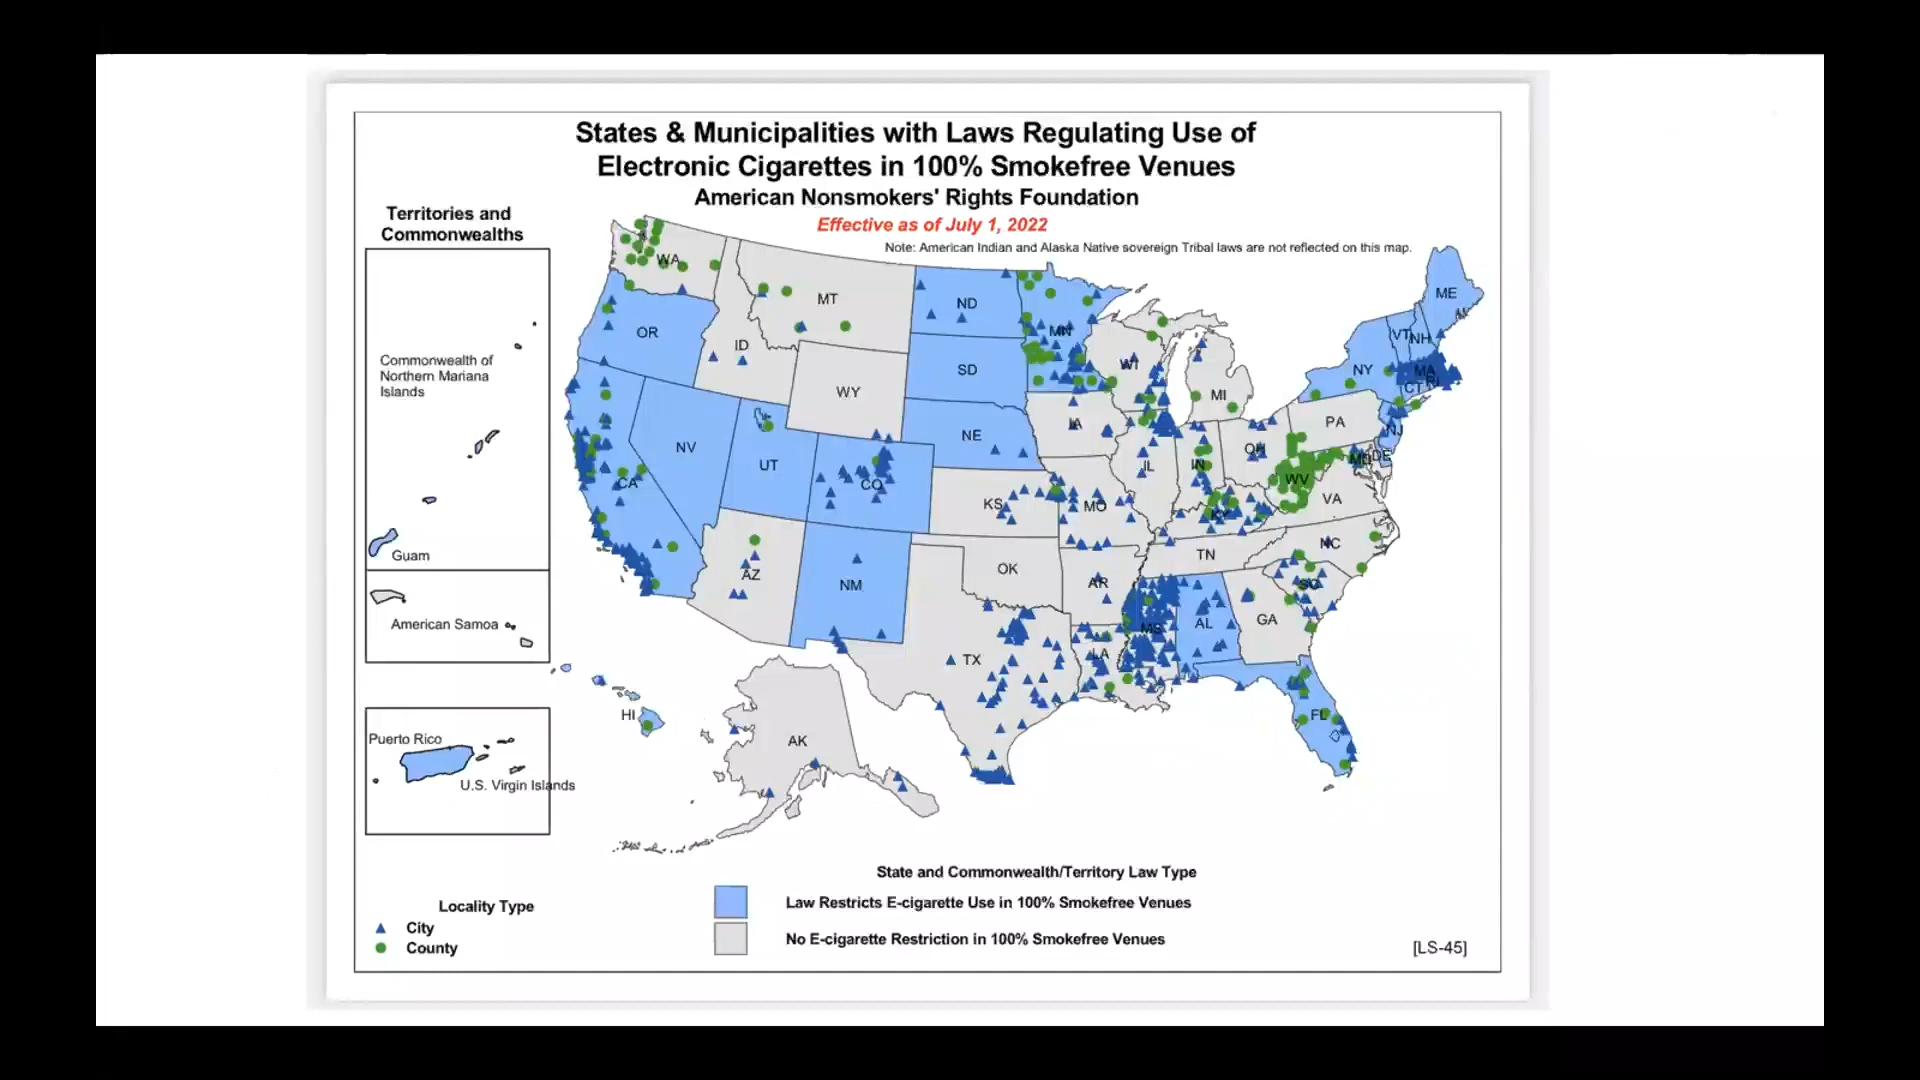 States & Municipalities with Laws Regulating Use of
Electronic Cigarettes in 100% Smokefree Venues
American Nonsmokers' Rights Foundation
Effective as of July 1, 2022
Note: American Indian and Alaska Native sovereign Tribal laws are not reflected on this map.
Territories and
Commonwealths
Commonwealth of
Northern Mariana
Islands
Guam
American Samoa
Puerto Rico
U.S. Virgin Islands
WA
MT
ND
MN
ME
OR
ID
SD
WI
VT
NH
WY
NY
MA
CT
RI
MI
NV
UT
NE
IA
PA
NJ
CA
CO
KS
MO
IL
IN
OH
WV
MD
DE
VA
KY
AZ
NM
OK
AR
TN
NC
SC
TX
LA
MS
AL
GA
FL
HI
AK
State and Commonwealth/Territory Law Type
Law Restricts E-cigarette Use in 100% Smokefree Venues
No E-cigarette Restriction in 100% Smokefree Venues
Locality Type
City
County
[LS-45]